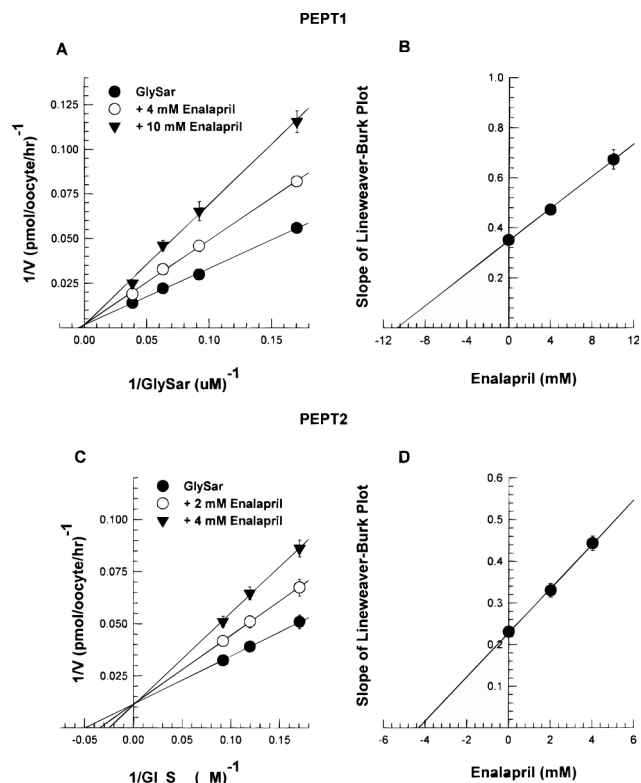 PEPT1
A
B
GlySar
+ 4 mM Enalapril
+ 10 mM Enalapril
1/V (pmol/oocyte/hr)-1
0.125
0.100
0.075
0.050
0.025
0.00 0.05 0.10 0.15
1/GlySar (uM)-1
Slope of Lineweaver-Burk Plot
1.0
0.8
0.6
0.4
0.2
-12 -8 -4 0 4 8 12
Enalapril (mM)
PEPT2
C
D
GlySar
+ 2 mM Enalapril
+ 4 mM Enalapril
1/V (pmol/oocyte/hr)-1
0.100
0.075
0.050
0.025
-0.05 0.00 0.05 0.10 0.15
1/Gl S ( M)-1
Slope of Lineweaver-Burk Plot
0.6
0.5
0.4
0.3
0.2
0.1
-6 -4 -2 0 2 4 6
Enalapril (mM)